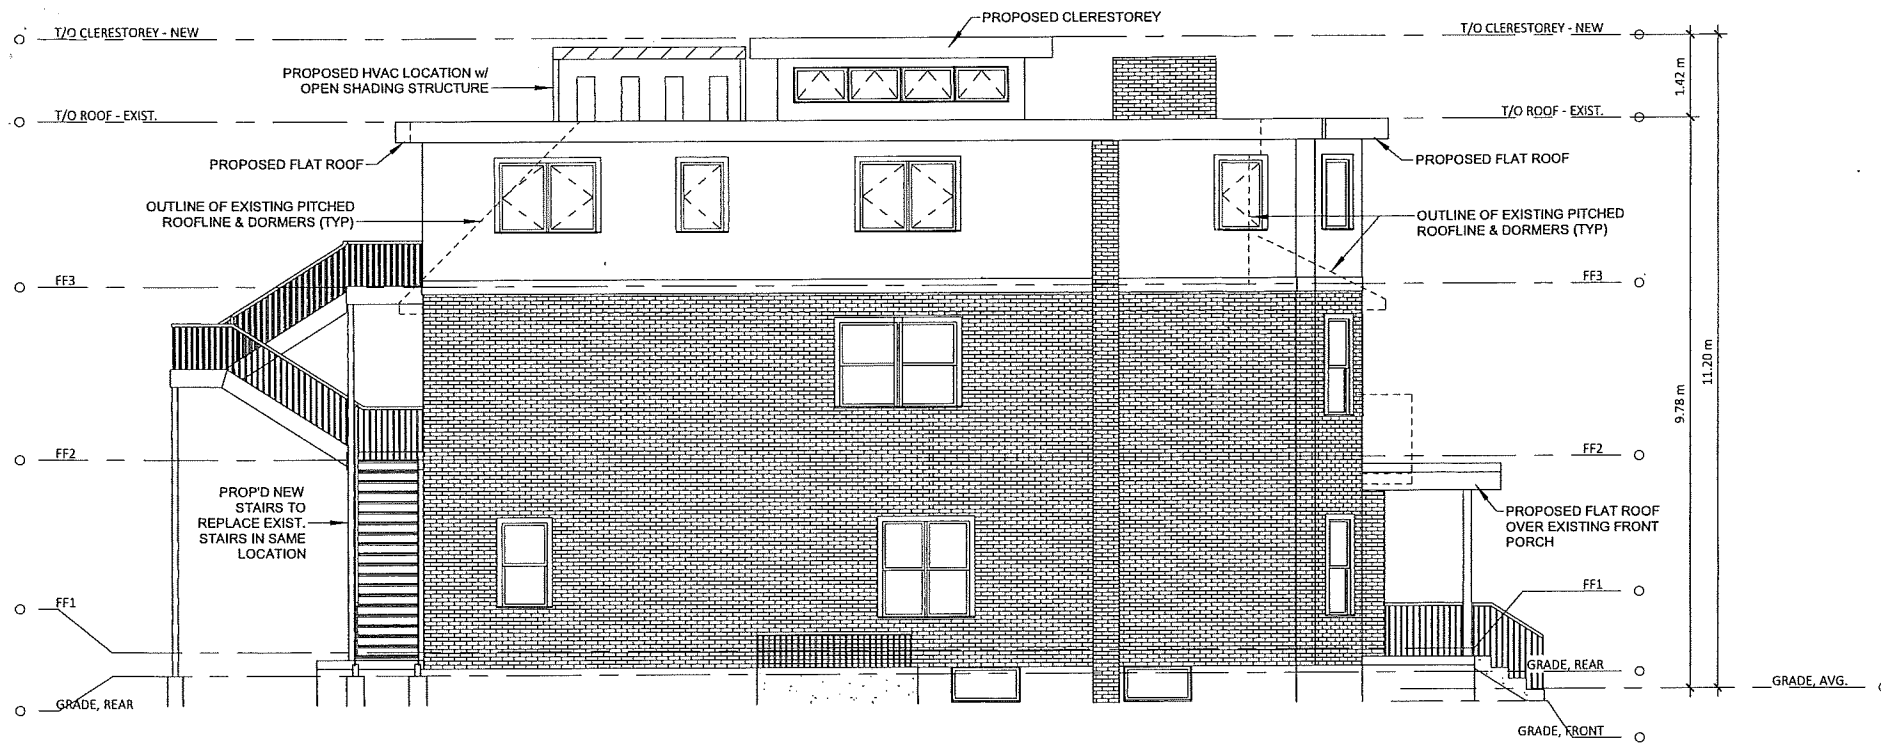 PROPOSED CLERESTOREY
T/O CLERESTOREY - NEW
T/O CLERESTOREY - NEW
PROPOSED HVAC LOCATION w/
OPEN SHADING STRUCTURE
1.42 m
T/O ROOF - EXIST.
T/O ROOF - EXIST.
PROPOSED FLAT ROOF
PROPOSED FLAT ROOF
OUTLINE OF EXISTING PITCHED
ROOFLINE & DORMERS (TYP)
OUTLINE OF EXISTING PITCHED
ROOFLINE & DORMERS (TYP)
FF3
FF3
11.20 m
9.78 m
FF2
FF2
PROP'D NEW
STAIRS TO
REPLACE EXIST.
STAIRS IN SAME
LOCATION
PROPOSED FLAT ROOF
OVER EXISTING FRONT
PORCH
FF1
FF1
GRADE, REAR
GRADE, AVG.
GRADE, REAR
GRADE, FRONT